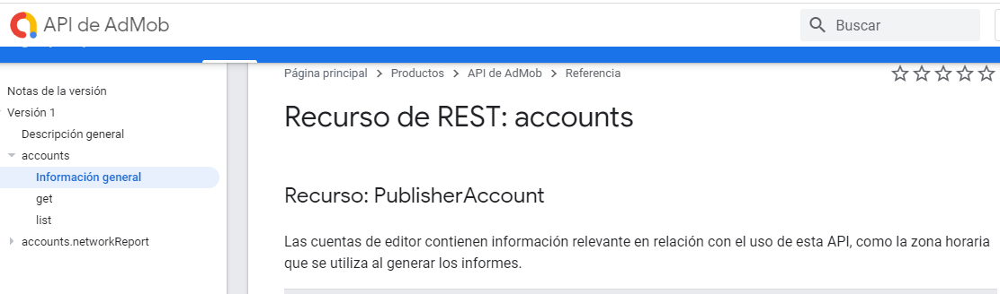 API de AdMob
Buscar
Página principal > Productos > API de AdMob > Referencia
Notas de la versión
Versión 1
Descripción general
accounts
Información general
get
list
accounts.networkReport
Recurso de REST: accounts
Recurso: PublisherAccount
Las cuentas de editor contienen información relevante en relación con el uso de esta API, como la zona horaria
que se utiliza al generar los informes.